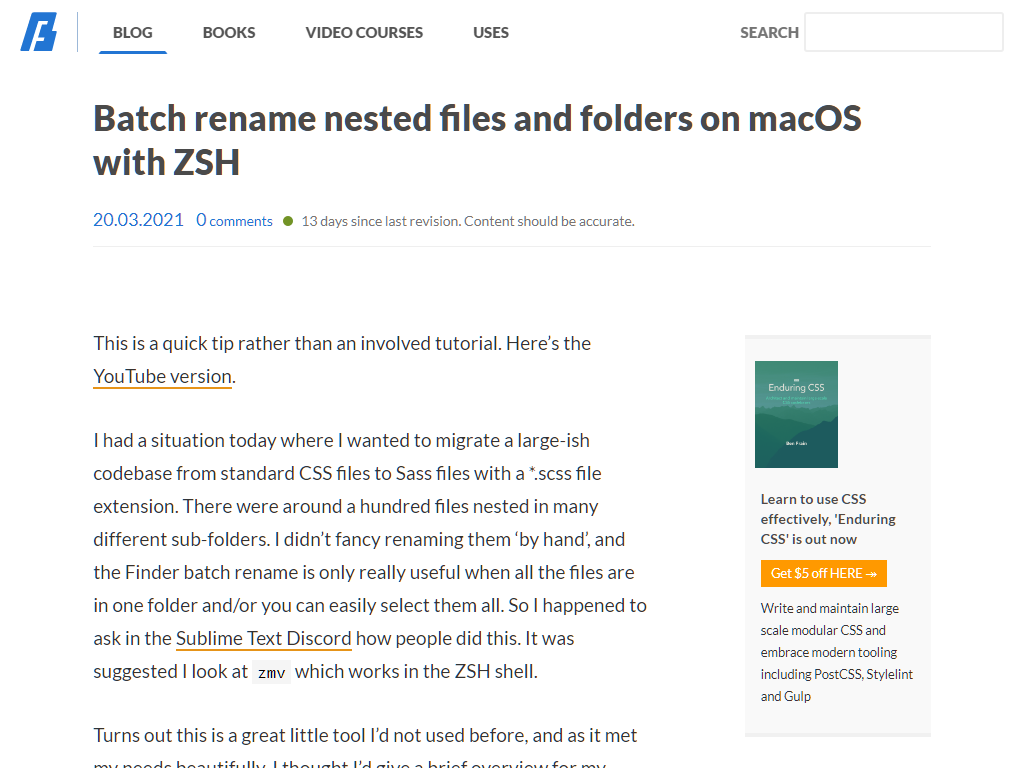 BLOG BOOKS VIDEO COURSES USES SEARCH
Batch rename nested files and folders on macOS
with ZSH
20.03.2021 0 comments 13 days since last revision. Content should be accurate.
This is a quick tip rather than an involved tutorial. Here’s the
YouTube version.
I had a situation today where I wanted to migrate a large-ish
codebase from standard CSS files to Sass files with a *.scss file
extension. There were around a hundred files nested in many
different sub-folders. I didn’t fancy renaming them ‘by hand’, and
the Finder batch rename is only really useful when all the files are
in one folder and/or you can easily select them all. So I happened to
ask in the Sublime Text Discord how people did this. It was
suggested I look at zmv which works in the ZSH shell.
Turns out this is a great little tool I’d not used before, and as it met
my needs beautifully, I thought I’d give a brief overview for my
Enduring CSS
Ben Frain
Learn to use CSS
effectively, 'Enduring
CSS' is out now
Get $5 off HERE ↠
Write and maintain large
scale modular CSS and
embrace modern tooling
including PostCSS, Stylelint
and Gulp